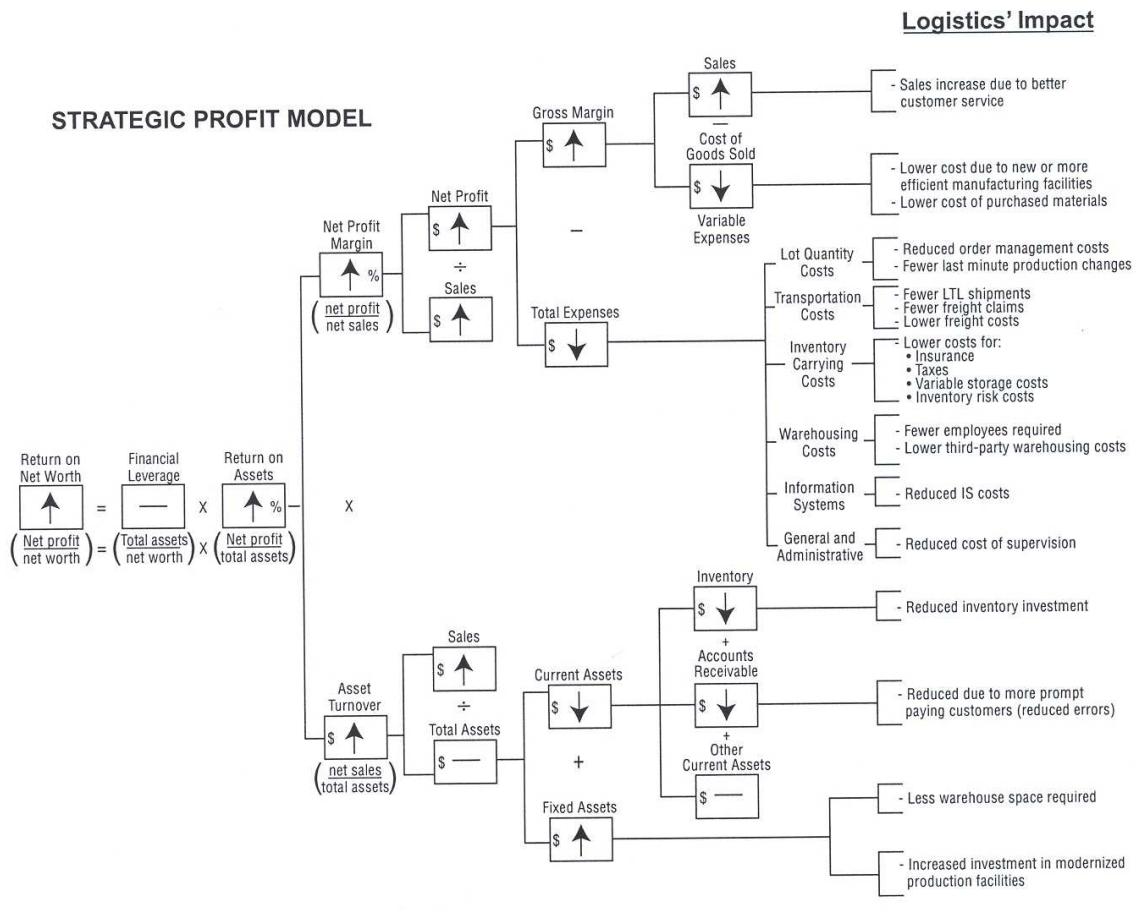 Logistics' Impact
STRATEGIC PROFIT MODEL
Sales
$
- Sales increase due to better
customer service
Gross Margin
$
—
Cost of
Goods Sold
$
- Lower cost due to new or more
efficient manufacturing facilities
- Lower cost of purchased materials
Net Profit
$
÷
Sales
$
Net Profit
Margin
%
(net profit
net sales)
–
Variable
Expenses
Total Expenses
$
Lot Quantity
Costs
- Reduced order management costs
- Fewer last minute production changes
Transportation
Costs
- Fewer LTL shipments
- Fewer freight claims
- Lower freight costs
Inventory
Carrying
Costs
- Lower costs for:
• Insurance
• Taxes
• Variable storage costs
• Inventory risk costs
Warehousing
Costs
- Fewer employees required
- Lower third-party warehousing costs
Information
Systems
- Reduced IS costs
General and
Administrative
- Reduced cost of supervision
Return on
Net Worth
=
Financial
Leverage
—
X
Return on
Assets
%
X
(Net profit
net worth)
=
(Total assets
net worth)
X
(Net profit
total assets)
Inventory
$
- Reduced inventory investment
+
Accounts
Receivable
$
- Reduced due to more prompt
paying customers (reduced errors)
+
Other
Current Assets
$ —
Sales
$
÷
Total Assets
$ —
Asset
Turnover
$
(net sales
total assets)
Current Assets
$
+
Fixed Assets
$
- Less warehouse space required
- Increased investment in modernized
production facilities